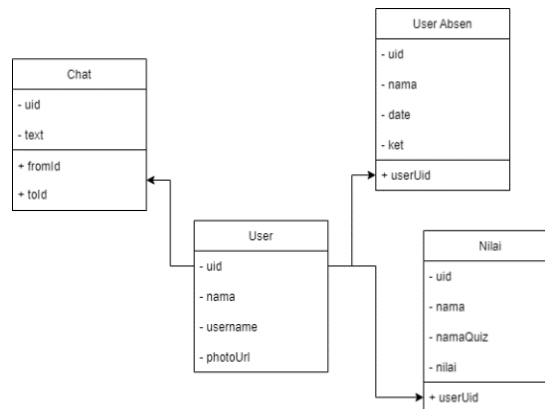 Chat
- uid
- text
+ fromId
+ toId
User Absen
- uid
- nama
- date
- ket
+ userUid
User
- uid
- nama
- username
- photoUrl
Nilai
- uid
- nama
- namaQuiz
- nilai
+ userUid